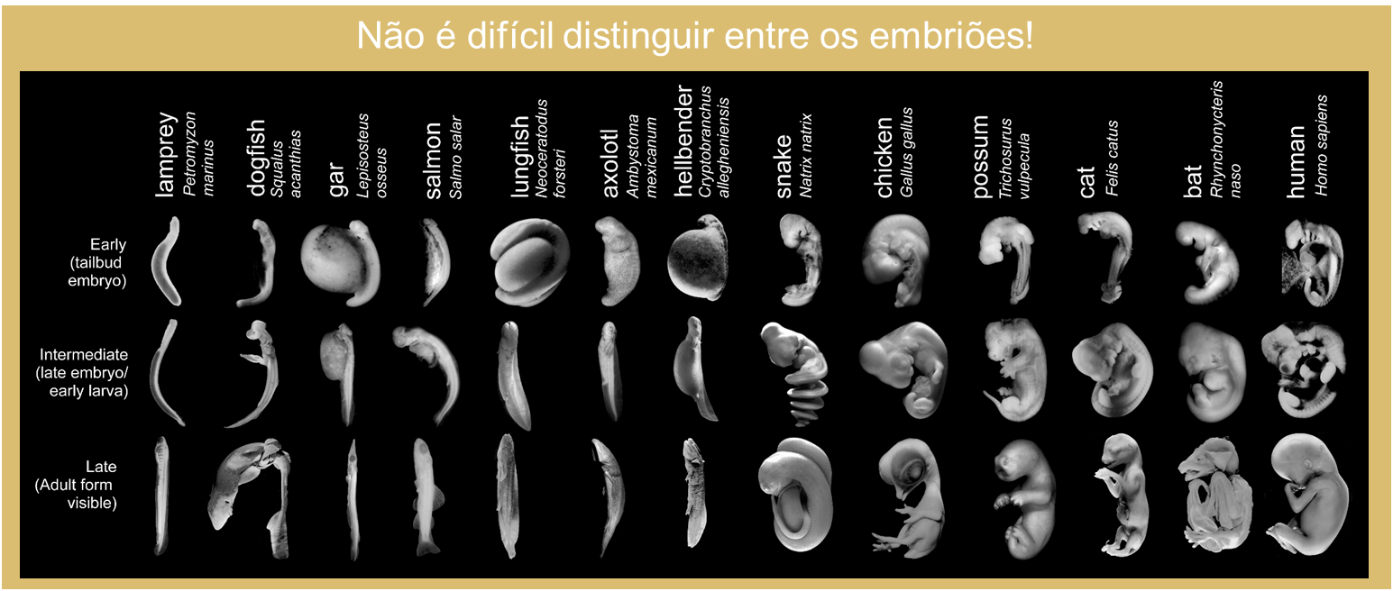 Não é difícil distinguir entre os embriões!
lamprey
Petromyzon
marinus
dogfish
Squalus
acanthias
gar
Lepisosteus
osseus
salmon
Salmo salar
lungfish
Neoceratodus
forsteri
axolotl
Ambystoma
mexicanum
hellbender
Cryptobranchus
allegheniensis
snake
Natrix natrix
chicken
Gallus gallus
possum
Trichosurus
vulpecula
cat
Felis catus
bat
Rhynchonycteris
naso
human
Homo sapiens
Early
(tailbud
embryo)
Intermediate
(late embryo/
early larva)
Late
(Adult form
visible)